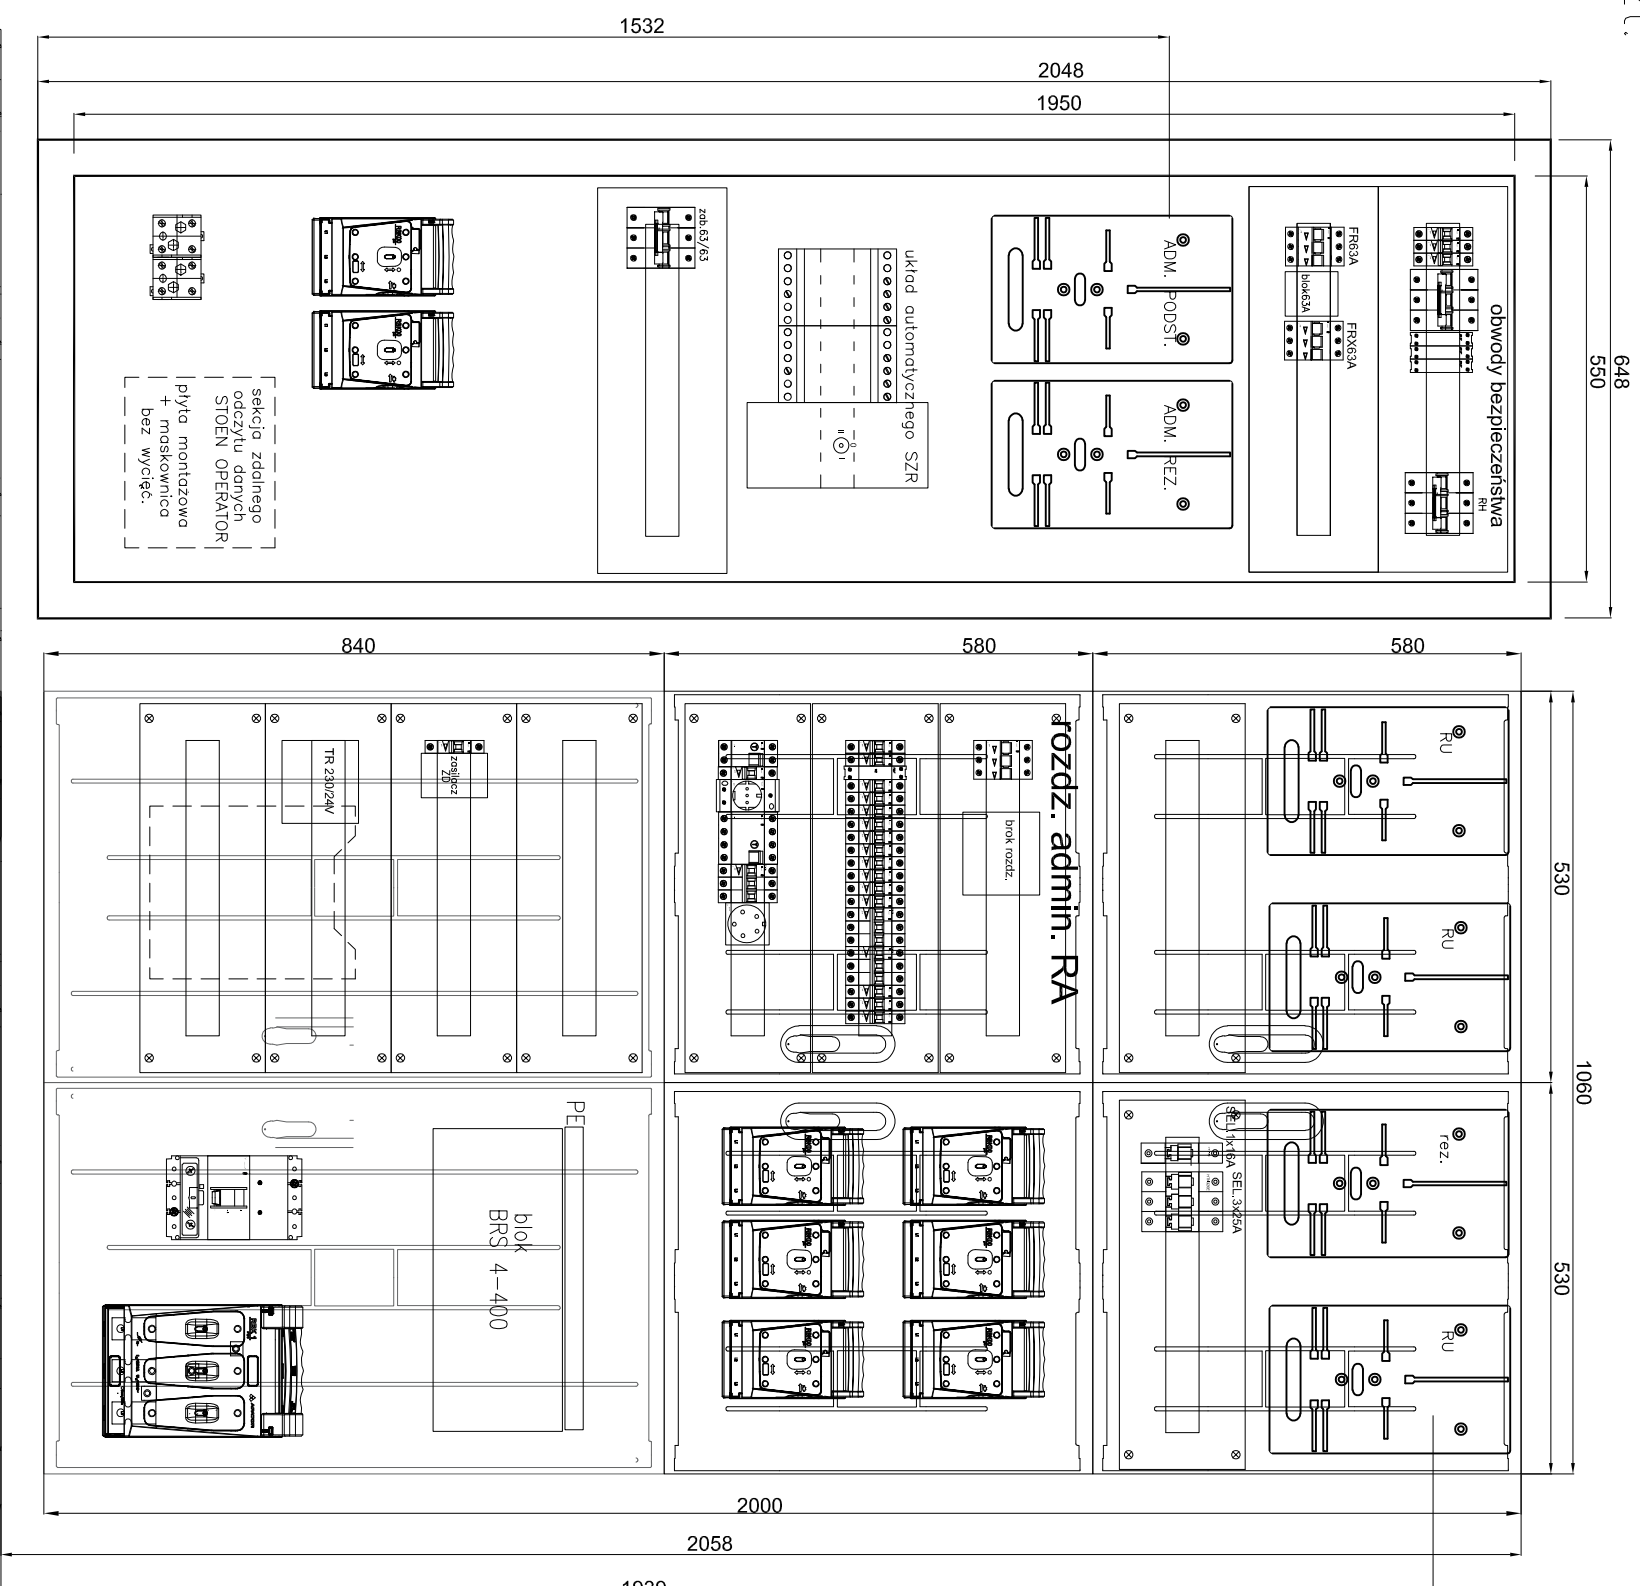 1532
2048
1950
zab.63/63
układ automatycznego SZR
ADM. PODST.
ADM. REZ.
FR63A
blok63A
FRX63A
obwody bezpieczeństwa
RH
648
550
sekcja zdalnego
odczytu danych
STOEN OPERATOR
płyta montażowa
+ maskownica
bez wycięć.
840
580
580
TR 230/24V
zasilacz
ZD
rozdz. admin. RA
brok rozdz.
RU
RU
530
1060
PE
blok
BRS 4-400
SEL.1x16A
SEL.3x25A
rez.
RU
530
2000
2058
1939